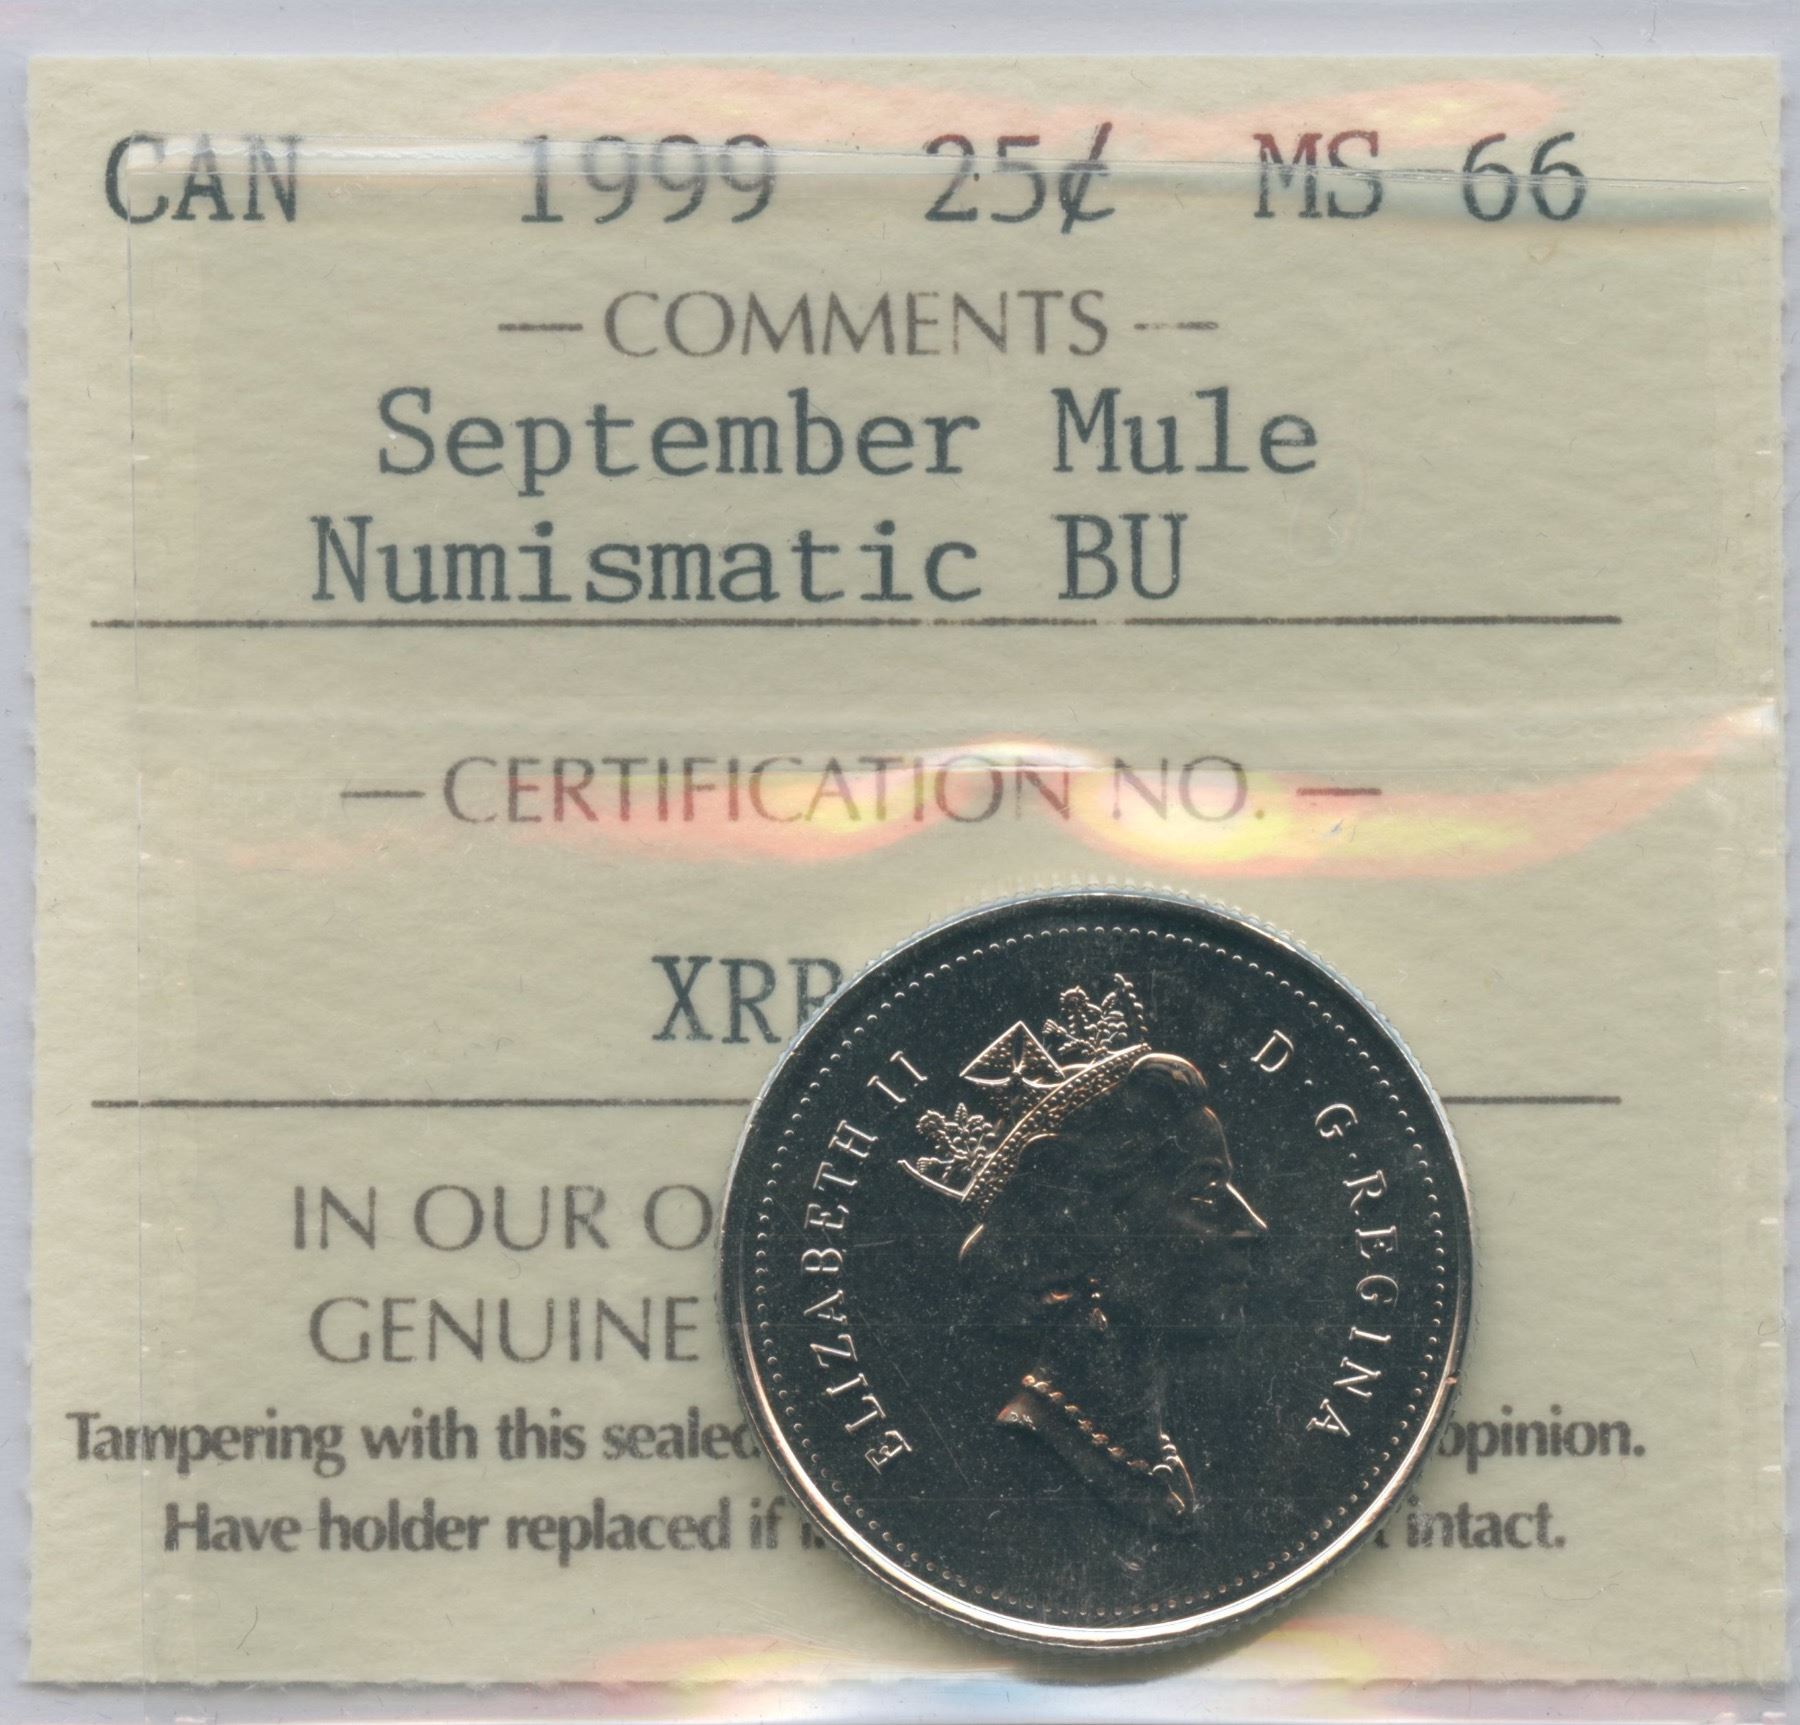 CAN 1999 25¢ MS-66
— COMMENTS —
September Mule
Numismatic BU
— CERTIFICATION NO. —
XRR
IN OUR O
GENUINE
Tampering with this sealed opinion.
Have holder replaced if intact.
ELIZABETH II D·G·REGINA
DH